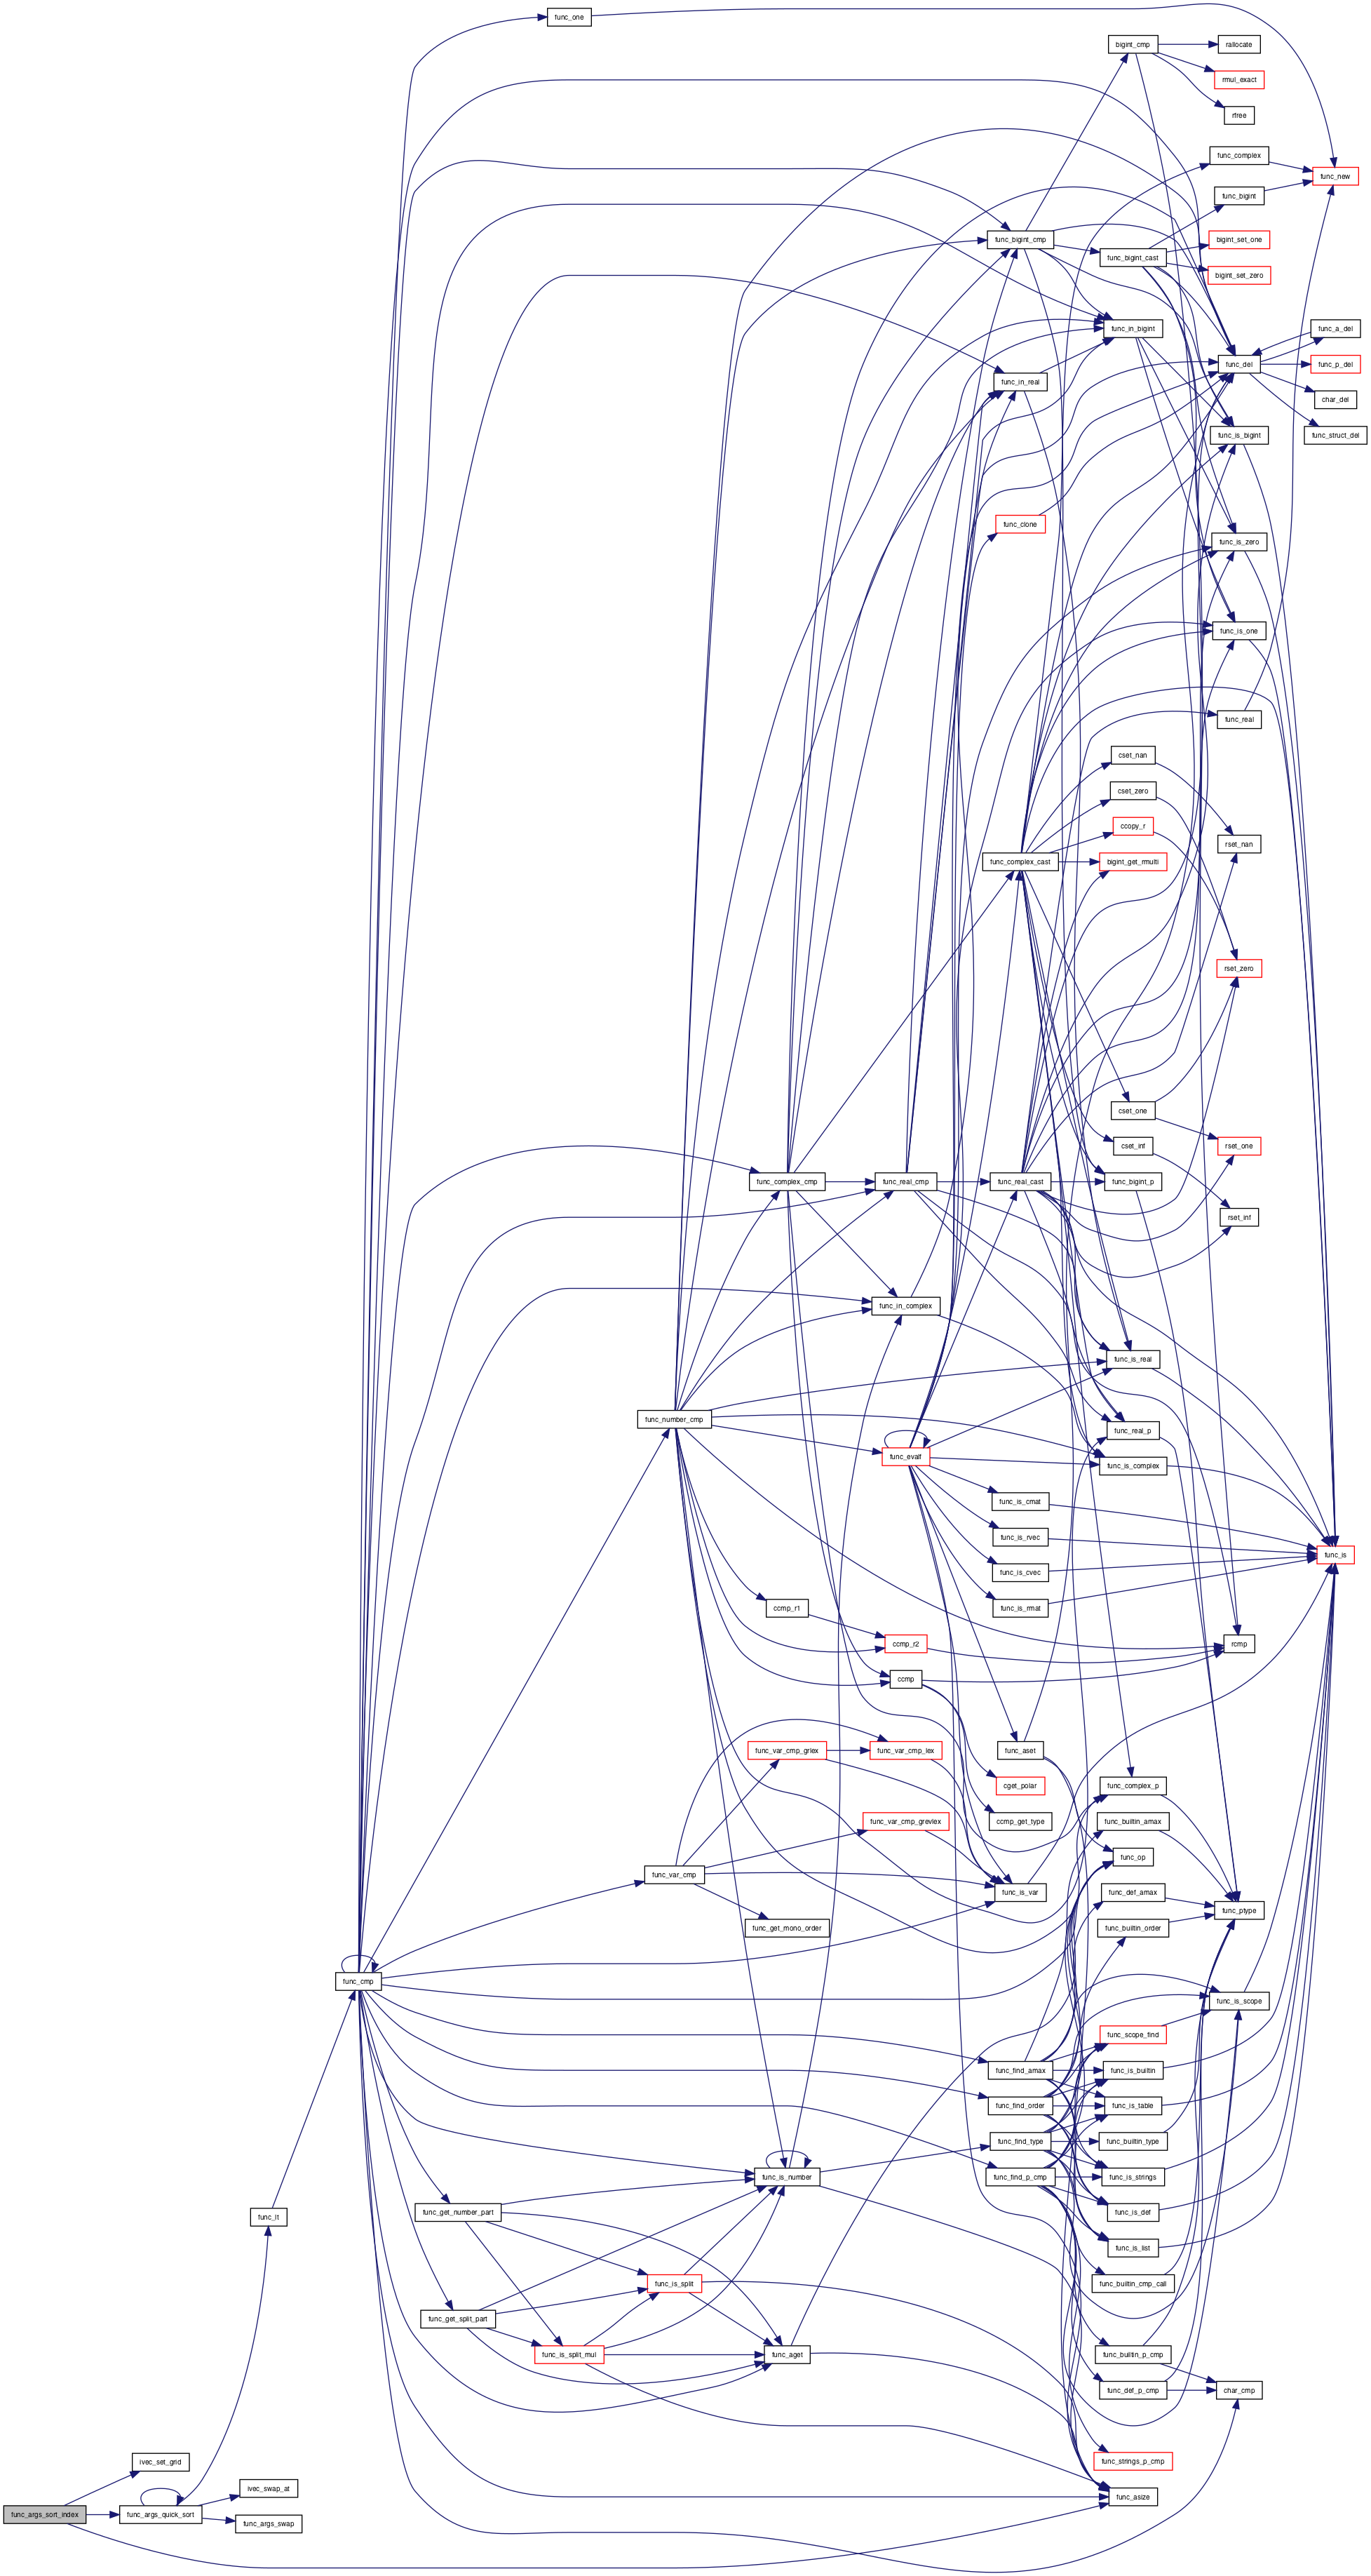 func_one
bigint_cmp
rallocate
rmul_exact
rfree
func_complex
func_new
func_bigint
func_bigint_cmp
bigint_set_one
func_bigint_cast
bigint_set_zero
func_in_bigint
func_a_del
func_del
func_p_del
func_in_real
char_del
func_is_bigint
func_struct_del
func_clone
func_is_zero
func_is_one
func_real
cset_nan
cset_zero
ccopy_r
rset_nan
func_complex_cast
bigint_get_rmulti
rset_zero
cset_one
cset_inf
rset_one
func_complex_cmp
func_real_cmp
func_real_cast
func_bigint_p
rset_inf
func_in_complex
func_is_real
func_number_cmp
func_real_p
func_evalf
func_is_complex
func_is_cmat
func_is_rvec
func_is
func_is_cvec
func_is_rmat
ccmp_r1
ccmp_r2
rcmp
ccmp
func_var_cmp_grlex
func_var_cmp_lex
func_aset
cget_polar
func_complex_p
func_var_cmp_grevlex
ccmp_get_type
func_builtin_amax
func_op
func_var_cmp
func_is_var
func_def_amax
func_get_mono_order
func_builtin_order
func_ptype
func_cmp
func_is_scope
func_scope_find
func_find_amax
func_is_builtin
func_find_order
func_is_table
func_find_type
func_builtin_type
func_is_number
func_find_p_cmp
func_is_strings
func_get_number_part
func_is_def
func_lt
func_is_list
func_is_split
func_builtin_cmp_call
func_get_split_part
func_is_split_mul
func_aget
func_builtin_p_cmp
func_def_p_cmp
char_cmp
ivec_set_grid
func_strings_p_cmp
ivec_swap_at
func_asize
func_args_sort_index
func_args_quick_sort
func_args_swap